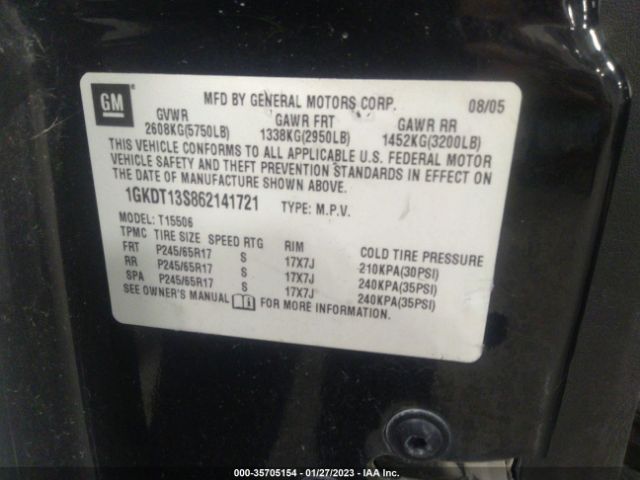 GM
MFD BY GENERAL MOTORS CORP. 08/05
GVWR GAWR FRT GAWR RR
2608KG(5750LB) 1338KG(2950LB) 1452KG(3200LB)
THIS VEHICLE CONFORMS TO ALL APPLICABLE U.S. FEDERAL MOTOR
VEHICLE SAFETY AND THEFT PREVENTION STANDARDS IN EFFECT ON
THE DATE OF MANUFACTURE SHOWN ABOVE.
1GKDT13S862141721 TYPE: M.P.V.
MODEL: T15506
TPMC TIRE SIZE SPEED RTG RIM COLD TIRE PRESSURE
FRT P245/65R17 S 17X7J 210KPA(30PSI)
RR P245/65R17 S 17X7J 240KPA(35PSI)
SPA P245/65R17 S 17X7J 240KPA(35PSI)
SEE OWNER'S MANUAL i FOR MORE INFORMATION.
000-35705154 - 01/27/2023 - IAA Inc.